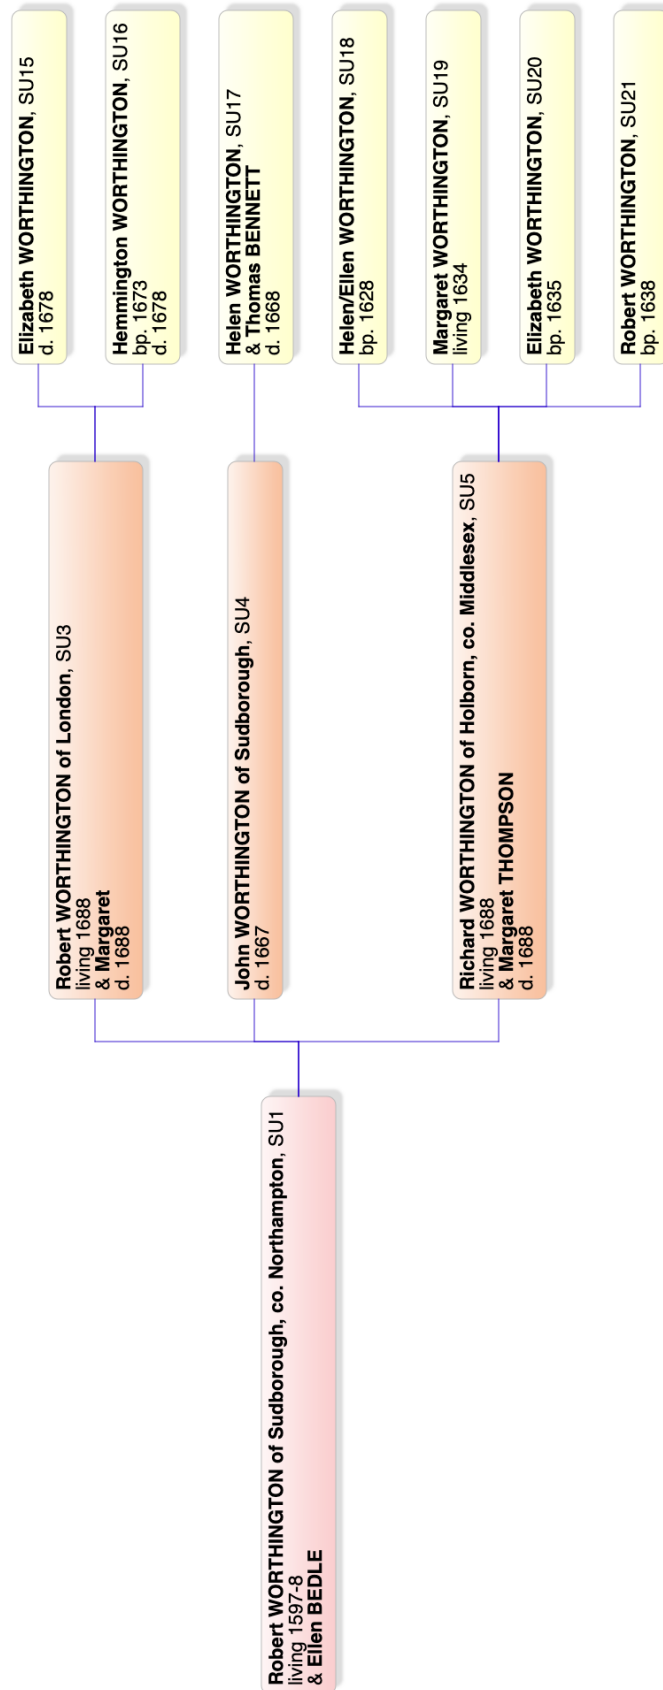 Robert WORTHINGTON of Sudborough, co. Northampton, SU1
living 1597-8
& Ellen BEDLE
Robert WORTHINGTON of London, SU3
living 1688
& Margaret
d. 1688
John WORTHINGTON of Sudborough, SU4
d. 1667
Richard WORTHINGTON of Holborn, co. Middlesex, SU5
living 1688
& Margaret THOMPSON
d. 1688
Elizabeth WORTHINGTON, SU15
d. 1678
Hemmington WORTHINGTON, SU16
bp. 1673
d. 1678
Helen WORTHINGTON, SU17
& Thomas BENNETT
d. 1668
Helen/Ellen WORTHINGTON, SU18
bp. 1628
Margaret WORTHINGTON, SU19
living 1634
Elizabeth WORTHINGTON, SU20
bp. 1635
Robert WORTHINGTON, SU21
bp. 1638